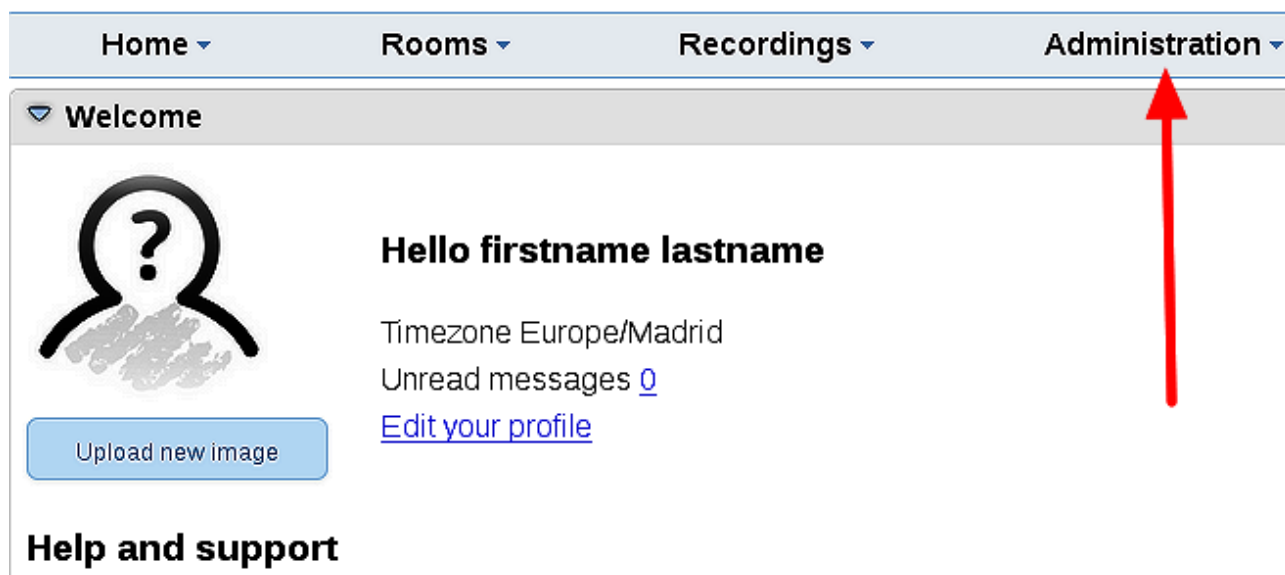 Home Rooms Recordings Administration
Welcome
?
Hello firstname lastname
Timezone Europe/Madrid
Unread messages 0
Edit your profile
Upload new image
Help and support